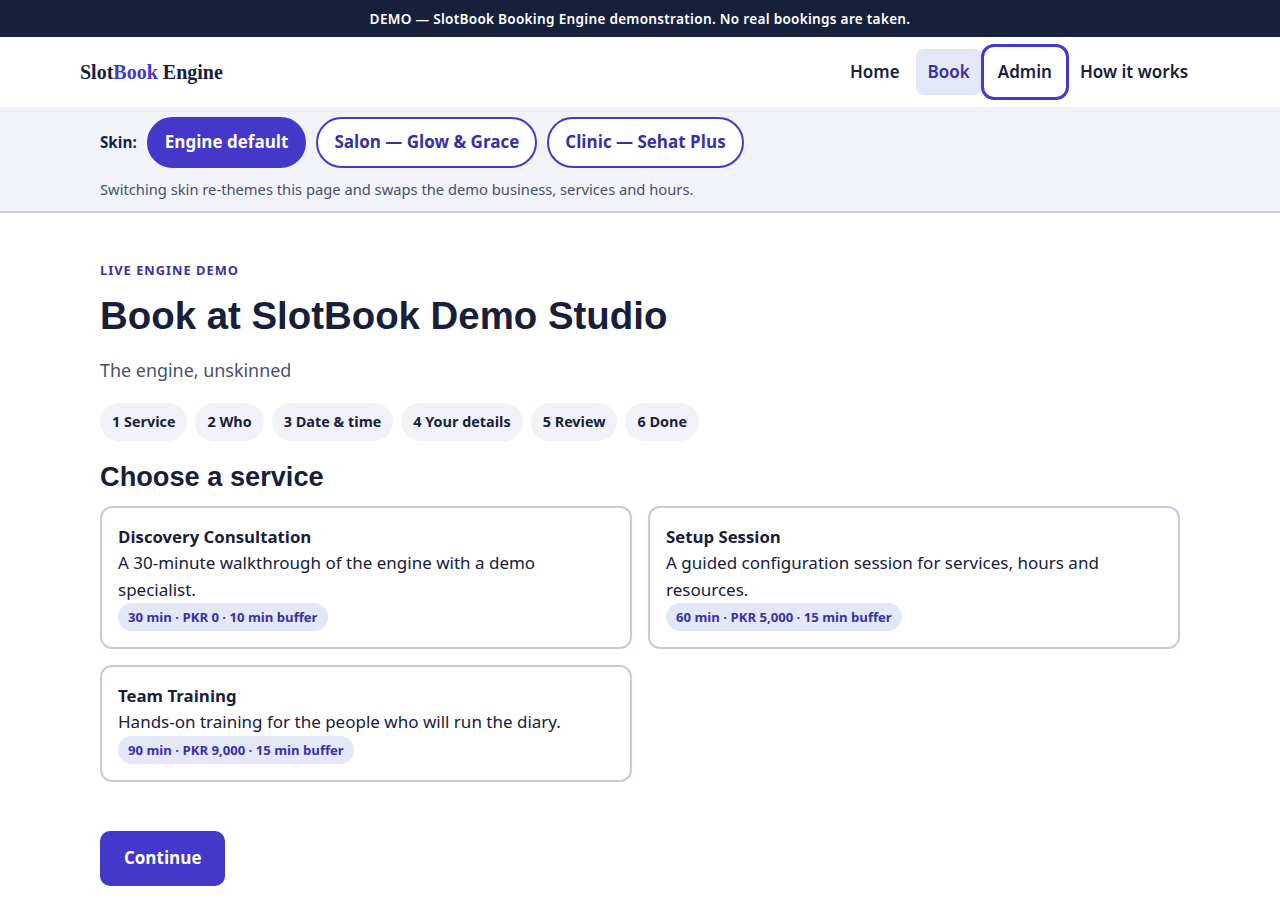 DEMO — SlotBook Booking Engine demonstration. No real bookings are taken.
SlotBook Engine
Home Book Admin How it works
Skin: Engine default Salon — Glow & Grace Clinic — Sehat Plus
Switching skin re-themes this page and swaps the demo business, services and hours.
LIVE ENGINE DEMO
Book at SlotBook Demo Studio
The engine, unskinned
1 Service 2 Who 3 Date & time 4 Your details 5 Review 6 Done
Choose a service
Discovery Consultation
A 30-minute walkthrough of the engine with a demo
specialist.
30 min · PKR 0 · 10 min buffer
Setup Session
A guided configuration session for services, hours and
resources.
60 min · PKR 5,000 · 15 min buffer
Team Training
Hands-on training for the people who will run the diary.
90 min · PKR 9,000 · 15 min buffer
Continue